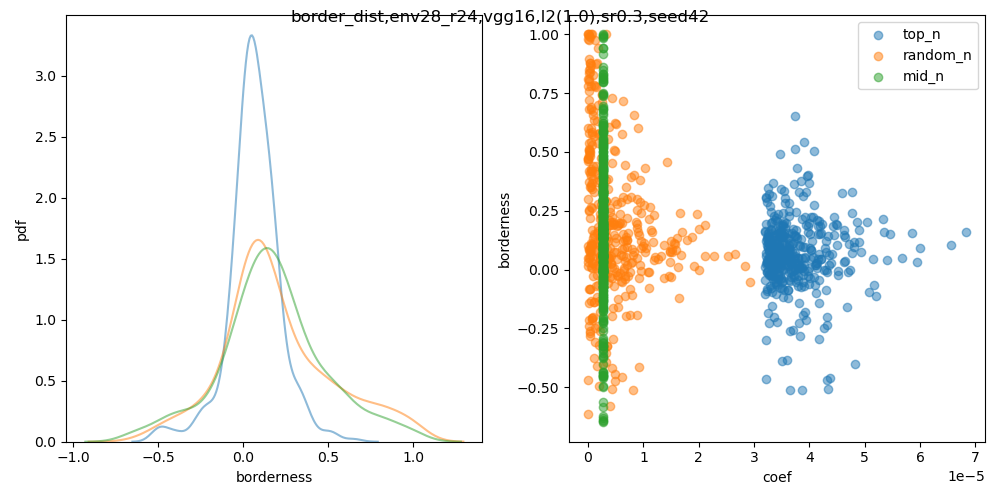 border_dist,env28_r24,vgg16,l2(1.0),sr0.3,seed42
pdf
3.0
2.5
2.0
1.5
1.0
0.5
0.0
−1.0 −0.5 0.0 0.5 1.0
borderness
borderness
1.00
0.75
0.50
0.25
0.00
−0.25
−0.50
top_n
random_n
mid_n
0 1 2 3 4 5 6 7
1e−5
coef